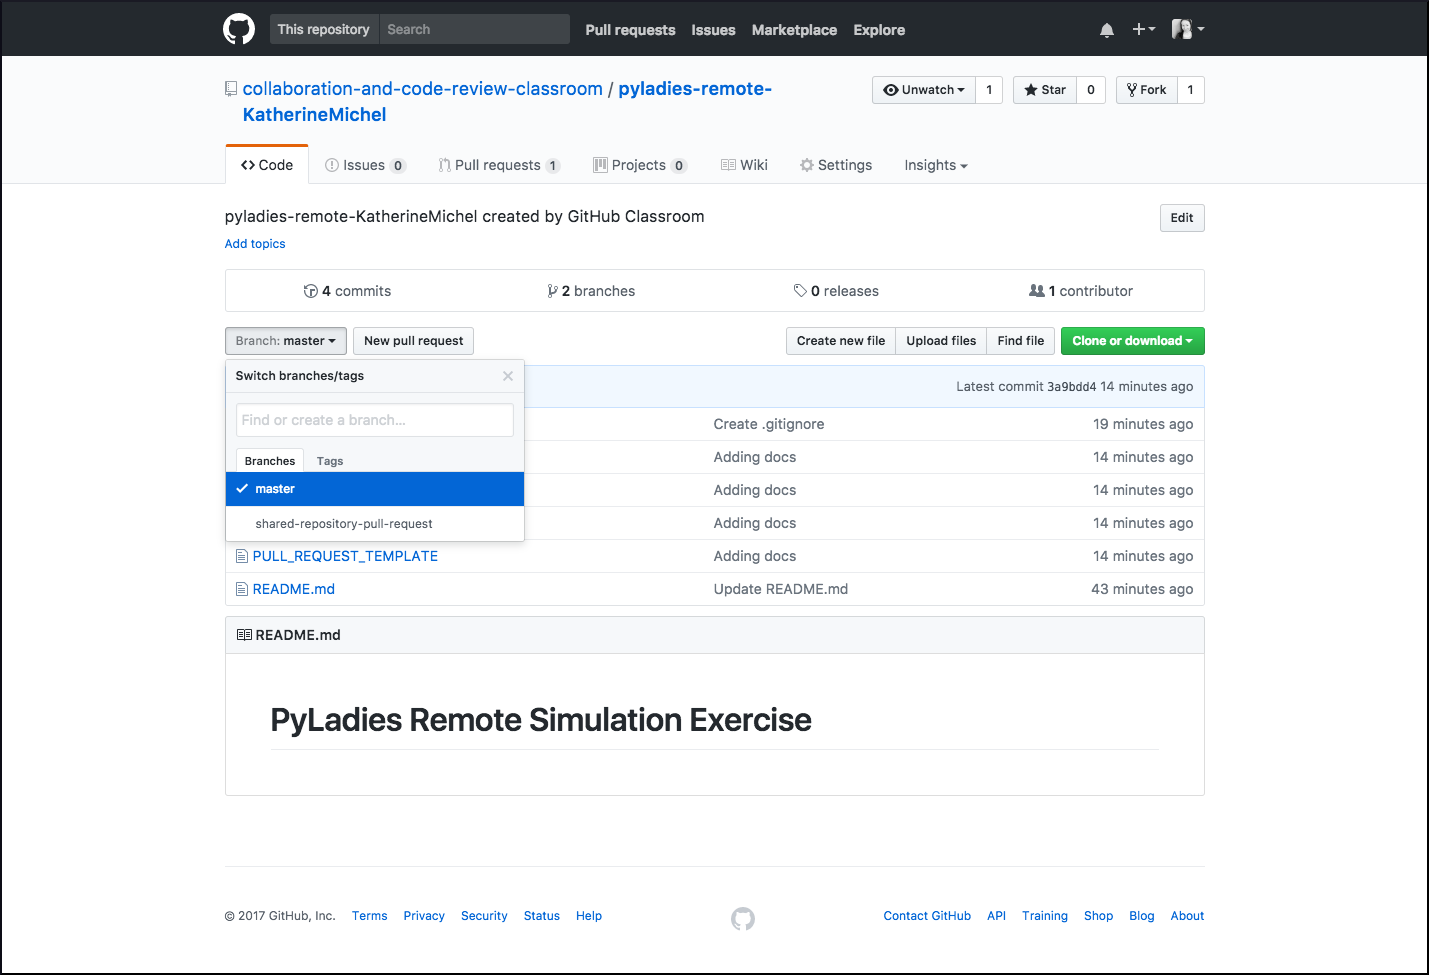 This repository Search Pull requests Issues Marketplace Explore
collaboration-and-code-review-classroom / pyladies-remote-
KatherineMichel
Unwatch 1 Star 0 Fork 1
Code Issues 0 Pull requests 1 Projects 0 Wiki Settings Insights
pyladies-remote-KatherineMichel created by GitHub Classroom
Edit
Add topics
4 commits 2 branches 0 releases 1 contributor
Branch: master New pull request Create new file Upload files Find file Clone or download
Switch branches/tags
Latest commit 3a9bdd4 14 minutes ago
Find or create a branch...
Create .gitignore 19 minutes ago
Branches Tags
Adding docs 14 minutes ago
master
Adding docs 14 minutes ago
shared-repository-pull-request
Adding docs 14 minutes ago
PULL_REQUEST_TEMPLATE Adding docs 14 minutes ago
README.md Update README.md 43 minutes ago
README.md
PyLadies Remote Simulation Exercise
© 2017 GitHub, Inc. Terms Privacy Security Status Help Contact GitHub API Training Shop Blog About